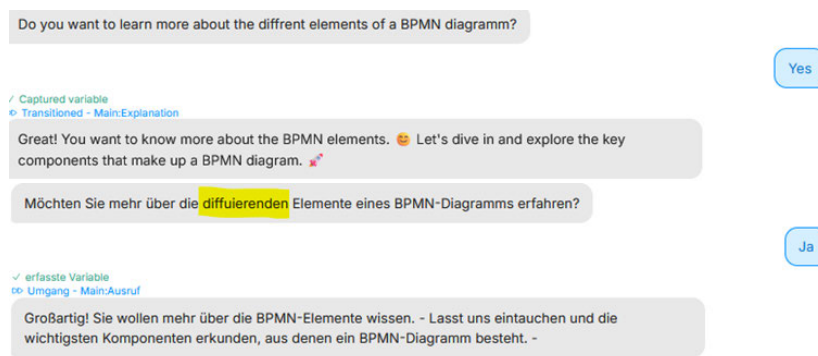 Do you want to learn more about the diffrent elements of a BPMN diagramm?
Yes
✓ Captured variable
Transitioned - Main:Explanation
Great! You want to know more about the BPMN elements. 😊 Let's dive in and explore the key
components that make up a BPMN diagram. 🚀
Möchten Sie mehr über die diffuierenden Elemente eines BPMN-Diagramms erfahren?
Ja
✓ erfasste Variable
Umgang - Main:Ausruf
Großartig! Sie wollen mehr über die BPMN-Elemente wissen. - Lasst uns eintauchen und die
wichtigsten Komponenten erkunden, aus denen ein BPMN-Diagramm besteht. -